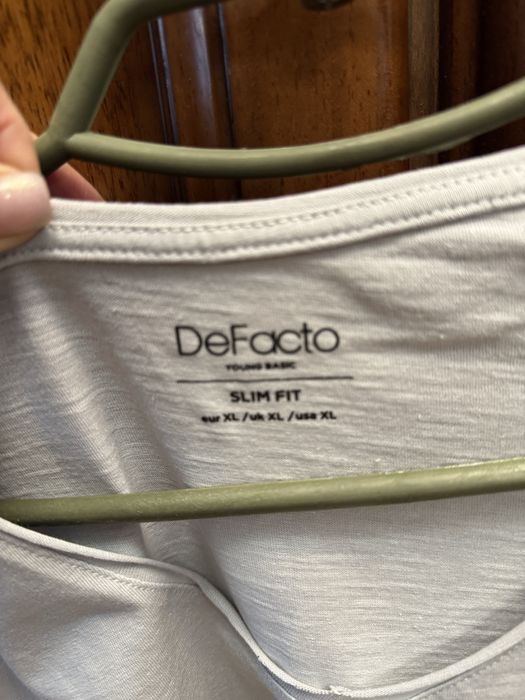 DeFacto
YOUNG BASIC
SLIM FIT
eur XL / uk XL / usa XL